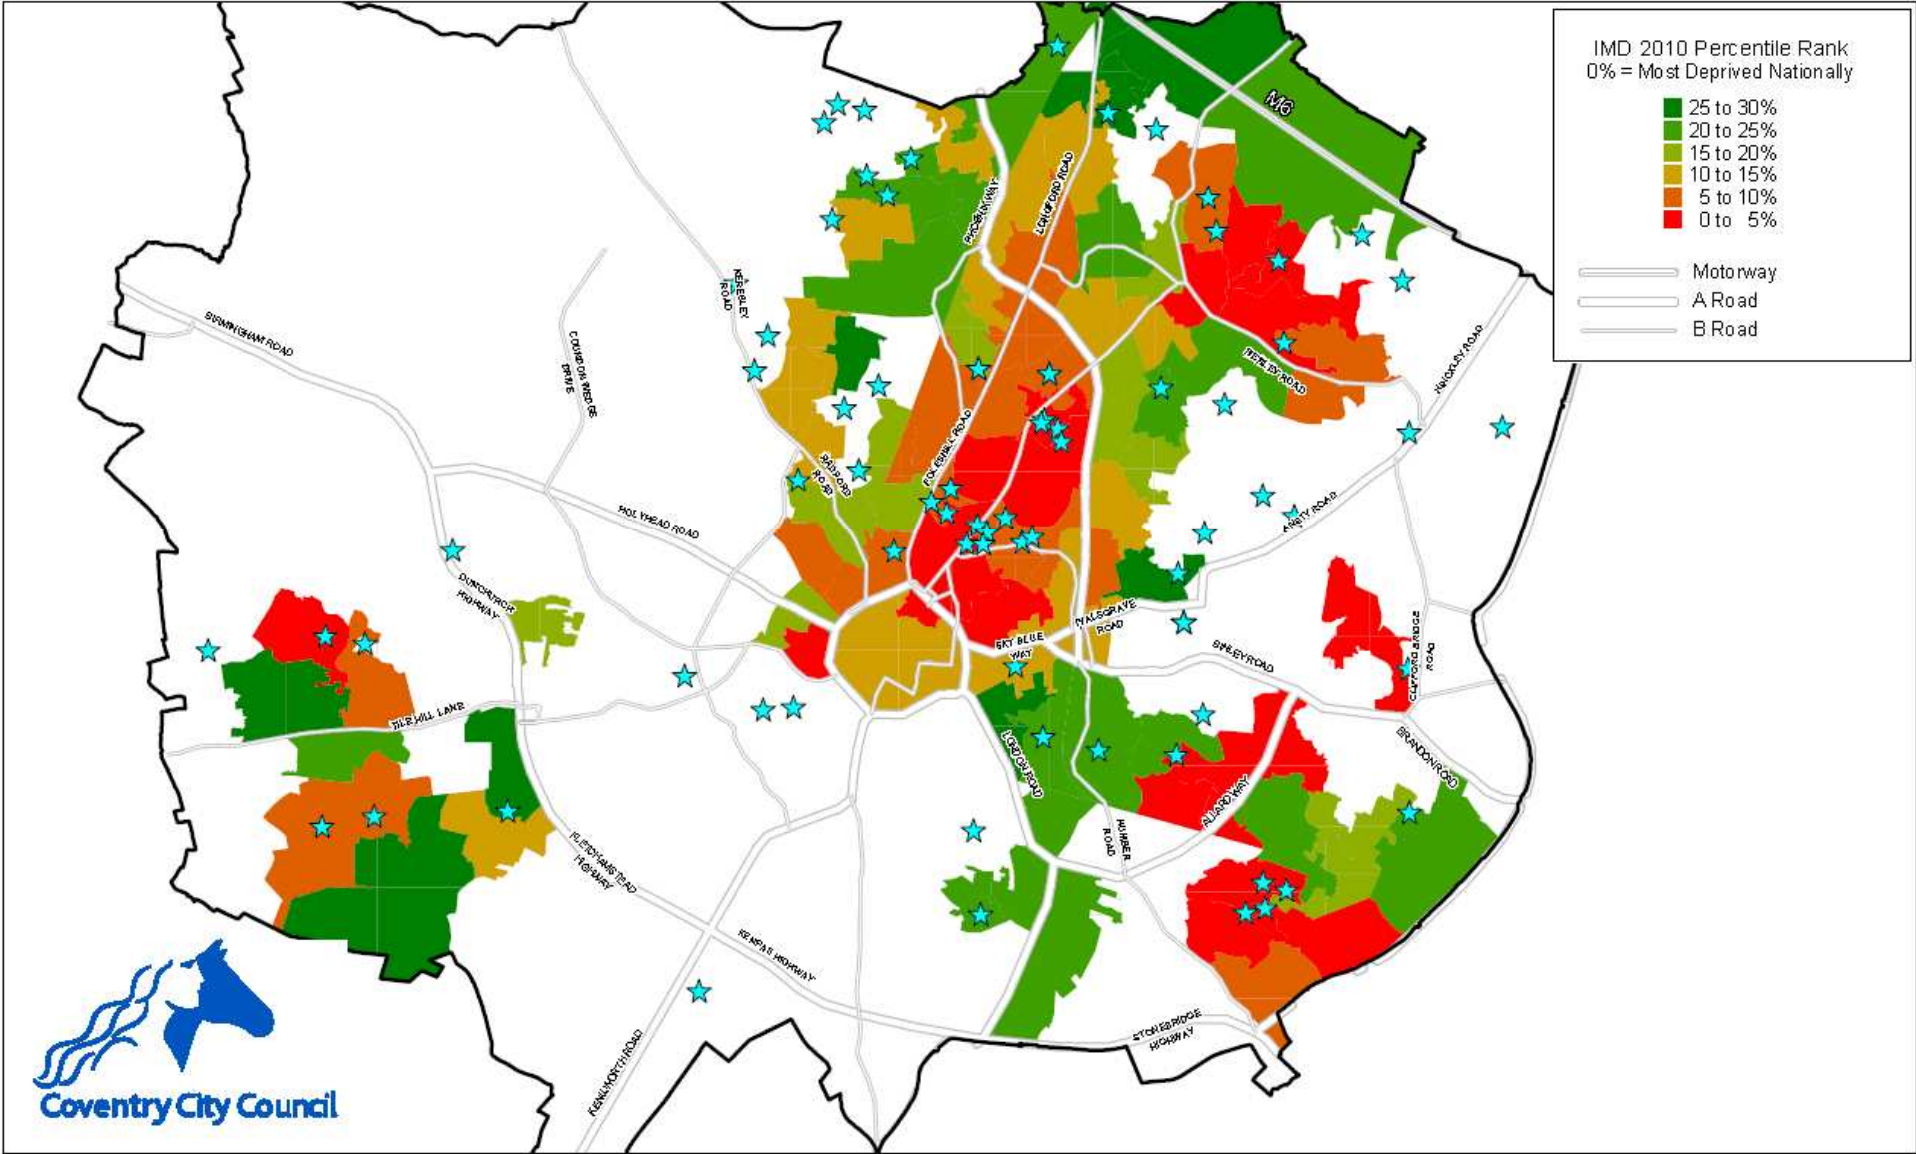 IMD 2010 Percentile Rank
0% = Most Deprived Nationally
25 to 30%
20 to 25%
15 to 20%
10 to 15%
5 to 10%
0 to 5%
Motorway
A Road
B Road
M6
PHOENIX WAY
LONGFORD ROAD
KERESLEY
ROAD
BIRMINGHAM ROAD
COUNDON WEDGE
DRIVE
HENLEY ROAD
HINCKLEY ROAD
FOLESHILL ROAD
RADFORD
ROAD
HOLYHEAD ROAD
ANSTY ROAD
DUNCHURCH
HIGHWAY
WALSGRAVE
ROAD
SKY BLUE
WAY
BINLEY ROAD
CLIFFORD BRIDGE
ROAD
TILE HILL LANE
LONDON ROAD
BRANDON ROAD
ALLARD WAY
HUMBER
ROAD
FLETCHAMSTEAD
HIGHWAY
KENPAS HIGHWAY
STONEBRIDGE
HIGHWAY
KENILWORTH ROAD
Coventry City Council